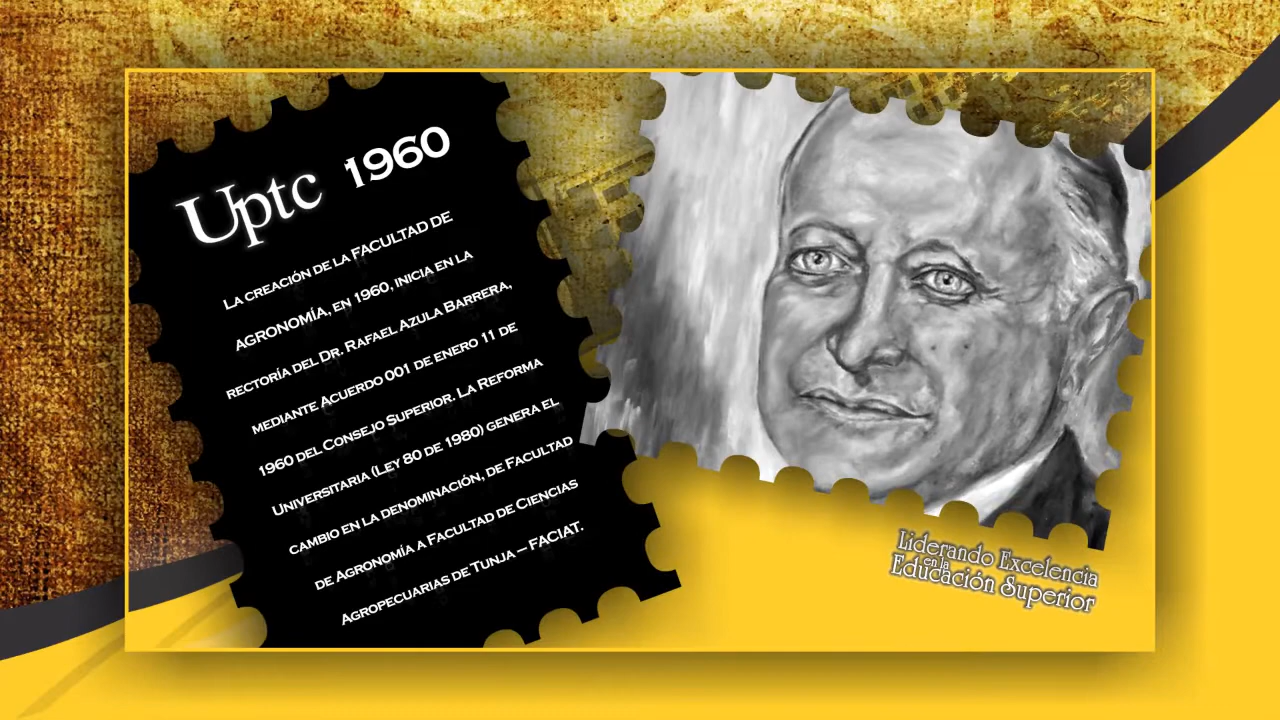 Uptc 1960
La creación de la Facultad de
Agronomía, en 1960, inicia en la
rectoría del Dr. Rafael Azula Barrera,
mediante Acuerdo 001 de enero 11 de
1960 del Consejo Superior. La Reforma
Universitaria (Ley 80 de 1980) genera el
cambio en la denominación, de Facultad
de Agronomía a Facultad de Ciencias
Agropecuarias de Tunja – FACIAT.
Liderando Excelencia
en la
Educación Superior